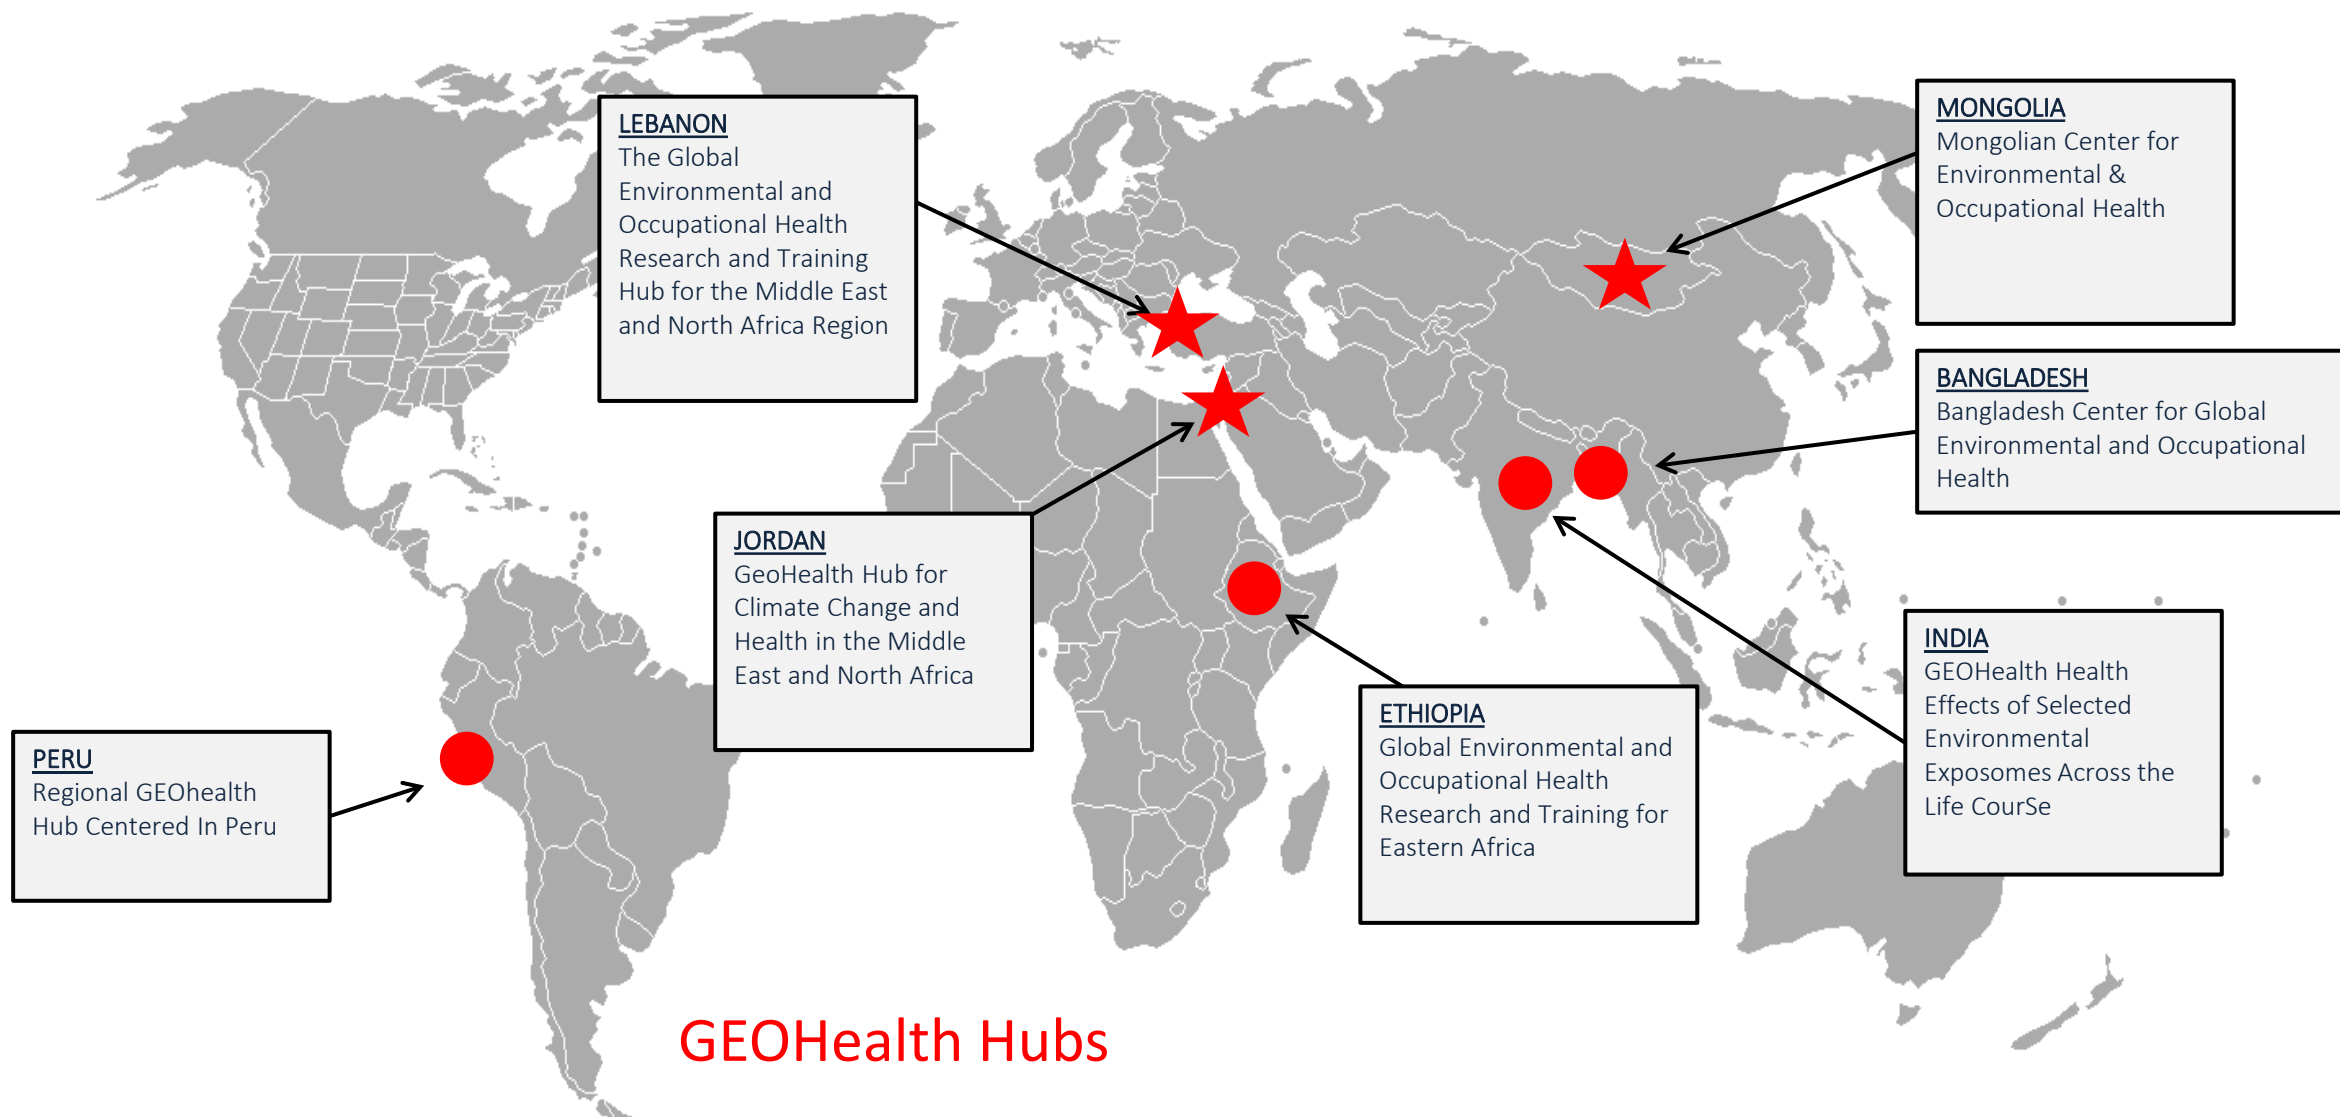 LEBANON
The Global
Environmental and
Occupational Health
Research and Training
Hub for the Middle East
and North Africa Region
MONGOLIA
Mongolian Center for
Environmental &
Occupational Health
BANGLADESH
Bangladesh Center for Global
Environmental and Occupational
Health
JORDAN
GeoHealth Hub for
Climate Change and
Health in the Middle
East and North Africa
INDIA
GEOHealth Health
Effects of Selected
Environmental
Exposomes Across the
Life CourSe
ETHIOPIA
Global Environmental and
Occupational Health
Research and Training for
Eastern Africa
PERU
Regional GEOhealth
Hub Centered In Peru
GEOHealth Hubs